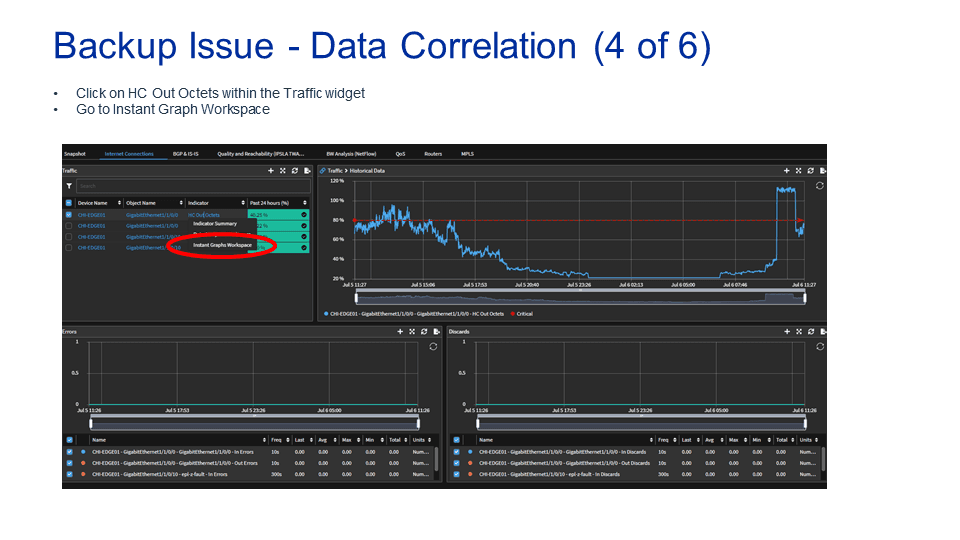 Backup Issue - Data Correlation (4 of 6)
• Click on HC Out Octets within the Traffic widget
• Go to Instant Graph Workspace
Snapshot Internet Connections BGP & IS-IS Quality and Reachability (IPSLA TWA... BW Analysis (NetFlow) QoS Routers MPLS
Traffic
Search
Device Name Object Name Indicator Past 24 hours (%)
CHI-EDGE01 GigabitEthernet1/1/0/0 HC Out Octets 40.25 %
CHI-EDGE01 GigabitEthernet1/1/0/0
Indicator Summary
CHI-EDGE01
CHI-EDGE01
Instant Graphs Workspace
Traffic > Historical Data
120 %
100 %
80 %
60 %
40 %
20 %
Jul 5 11:27 Jul 5 15:06 Jul 5 17:53 Jul 5 20:40 Jul 5 23:26 Jul 6 02:13 Jul 6 05:00 Jul 6 07:46 Jul 6 11:27
CHI-EDGE01 - GigabitEthernet1/1/0/0 - GigabitEthernet1/1/0/0 - HC Out Octets Critical
Errors
1
0.5
0
Jul 5 11:26 Jul 5 17:53 Jul 5 23:26 Jul 6 05:00 Jul 6 11:26
Name Freq Last Avg Max Min Total Units
CHI-EDGE01 - GigabitEthernet1/1/0/0 - GigabitEthernet1/1/0/0 - In Errors 10s 0.00 0.00 0.00 0.00 0.00 Num...
CHI-EDGE01 - GigabitEthernet1/1/0/0 - GigabitEthernet1/1/0/0 - Out Errors 10s 0.00 0.00 0.00 0.00 0.00 Num...
CHI-EDGE01 - GigabitEthernet1/1/0/10 - epl-z-fault - In Errors 300s 0.00 0.00 0.00 0.00 0.00 Num...
Discards
1
0.5
0
Jul 5 11:26 Jul 5 17:53 Jul 5 23:26 Jul 6 05:00 Jul 6 11:26
Name Freq Last Avg Max Min Total Units
CHI-EDGE01 - GigabitEthernet1/1/0/0 - GigabitEthernet1/1/0/0 - In Discards 10s 0.00 0.00 0.00 0.00 0.00 Num...
CHI-EDGE01 - GigabitEthernet1/1/0/0 - GigabitEthernet1/1/0/0 - Out Discards 10s 0.00 0.00 0.00 0.00 0.00 Num...
CHI-EDGE01 - GigabitEthernet1/1/0/10 - epl-z-fault - In Discards 300s 0.00 0.00 0.00 0.00 0.00 Num...